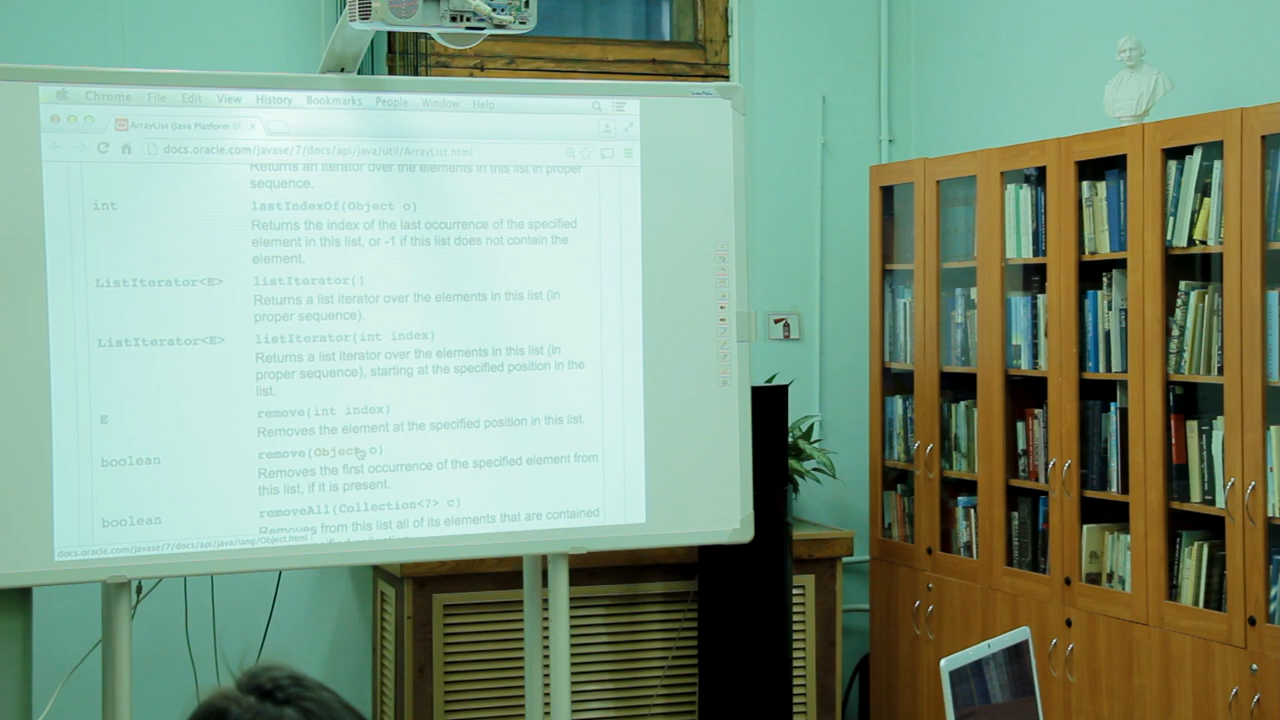 Chrome File Edit View History Bookmarks People Window Help
ArrayList (Java Platform SE
docs.oracle.com/javase/7/docs/api/java/util/ArrayList.html
Returns an iterator over the elements in this list in proper
sequence.
int lastIndexOf(Object o)
Returns the index of the last occurrence of the specified
element in this list, or -1 if this list does not contain the
element.
ListIterator<E> listIterator()
Returns a list iterator over the elements in this list (in
proper sequence).
ListIterator<E> listIterator(int index)
Returns a list iterator over the elements in this list (in
proper sequence), starting at the specified position in the
list.
E remove(int index)
Removes the element at the specified position in this list.
boolean remove(Object o)
Removes the first occurrence of the specified element from
this list, if it is present.
boolean removeAll(Collection<?> c)
Removes from this list all of its elements that are contained
docs.oracle.com/javase/7/docs/api/java/lang/Object.html